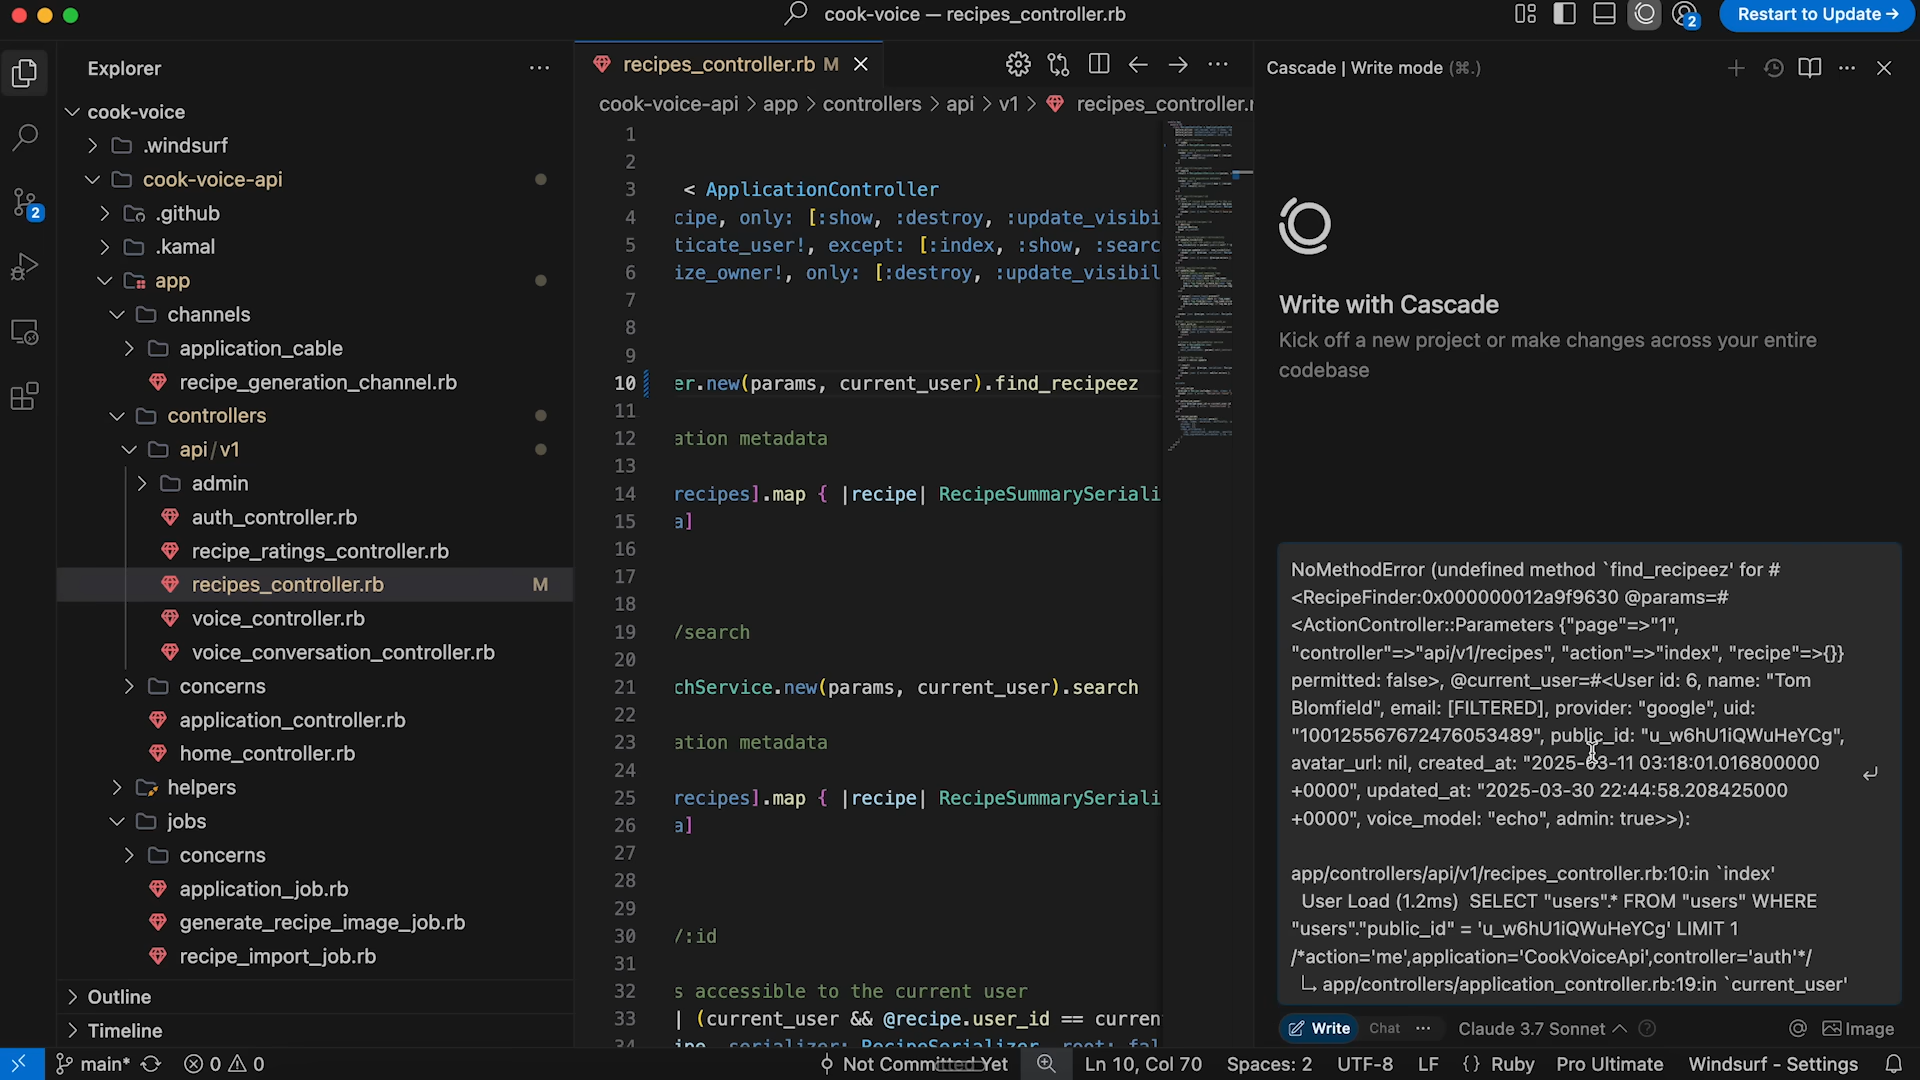 cook-voice — recipes_controller.rb
2
Restart to Update →
Explorer
cook-voice
.windsurf
cook-voice-api
.github
.kamal
app
channels
application_cable
recipe_generation_channel.rb
controllers
api/v1
admin
auth_controller.rb
recipe_ratings_controller.rb
recipes_controller.rb M
voice_controller.rb
voice_conversation_controller.rb
concerns
application_controller.rb
home_controller.rb
helpers
jobs
concerns
application_job.rb
generate_recipe_image_job.rb
recipe_import_job.rb
Outline
Timeline
2
recipes_controller.rb M
cook-voice-api > app > controllers > api > v1 > recipes_controller.r
1
2
3 < ApplicationController
4 cipe, only: [:show, :destroy, :update_visibi
5 ticate_user!, except: [:index, :show, :searc
6 ize_owner!, only: [:destroy, :update_visibil
7
8
9
10 er.new(params, current_user).find_recipeez
11
12 ation metadata
13
14 recipes].map { |recipe| RecipeSummarySeriali
15 a]
16
17
18
19 /search
20
21 chService.new(params, current_user).search
22
23 ation metadata
24
25 recipes].map { |recipe| RecipeSummarySeriali
26 a]
27
28
29
30 /:id
31
32 s accessible to the current user
33 | (current_user && @recipe.user_id == curren
34 ipe, serializer: RecipeSerializer, root: fal
Cascade | Write mode (⌘.)
Write with Cascade
Kick off a new project or make changes across your entire
codebase
NoMethodError (undefined method `find_recipeez' for #
<RecipeFinder:0x000000012a9f9630 @params=#
<ActionController::Parameters {"page"=>"1",
"controller"=>"api/v1/recipes", "action"=>"index", "recipe"=>{}}
permitted: false>, @current_user=#<User id: 6, name: "Tom
Blomfield", email: [FILTERED], provider: "google", uid:
"100125567672476053489", public_id: "u_w6hU1iQWuHeYCg",
avatar_url: nil, created_at: "2025-03-11 03:18:01.016800000
+0000", updated_at: "2025-03-30 22:44:58.208425000
+0000", voice_model: "echo", admin: true>>):
app/controllers/api/v1/recipes_controller.rb:10:in `index'
User Load (1.2ms) SELECT "users".* FROM "users" WHERE
"users"."public_id" = 'u_w6hU1iQWuHeYCg' LIMIT 1
/*action='me',application='CookVoiceApi',controller='auth'*/
↳ app/controllers/application_controller.rb:19:in `current_user'
Write Chat ··· Claude 3.7 Sonnet @ Image
main* 0 0 Not Committed Yet Ln 10, Col 70 Spaces: 2 UTF-8 LF {} Ruby Pro Ultimate Windsurf - Settings